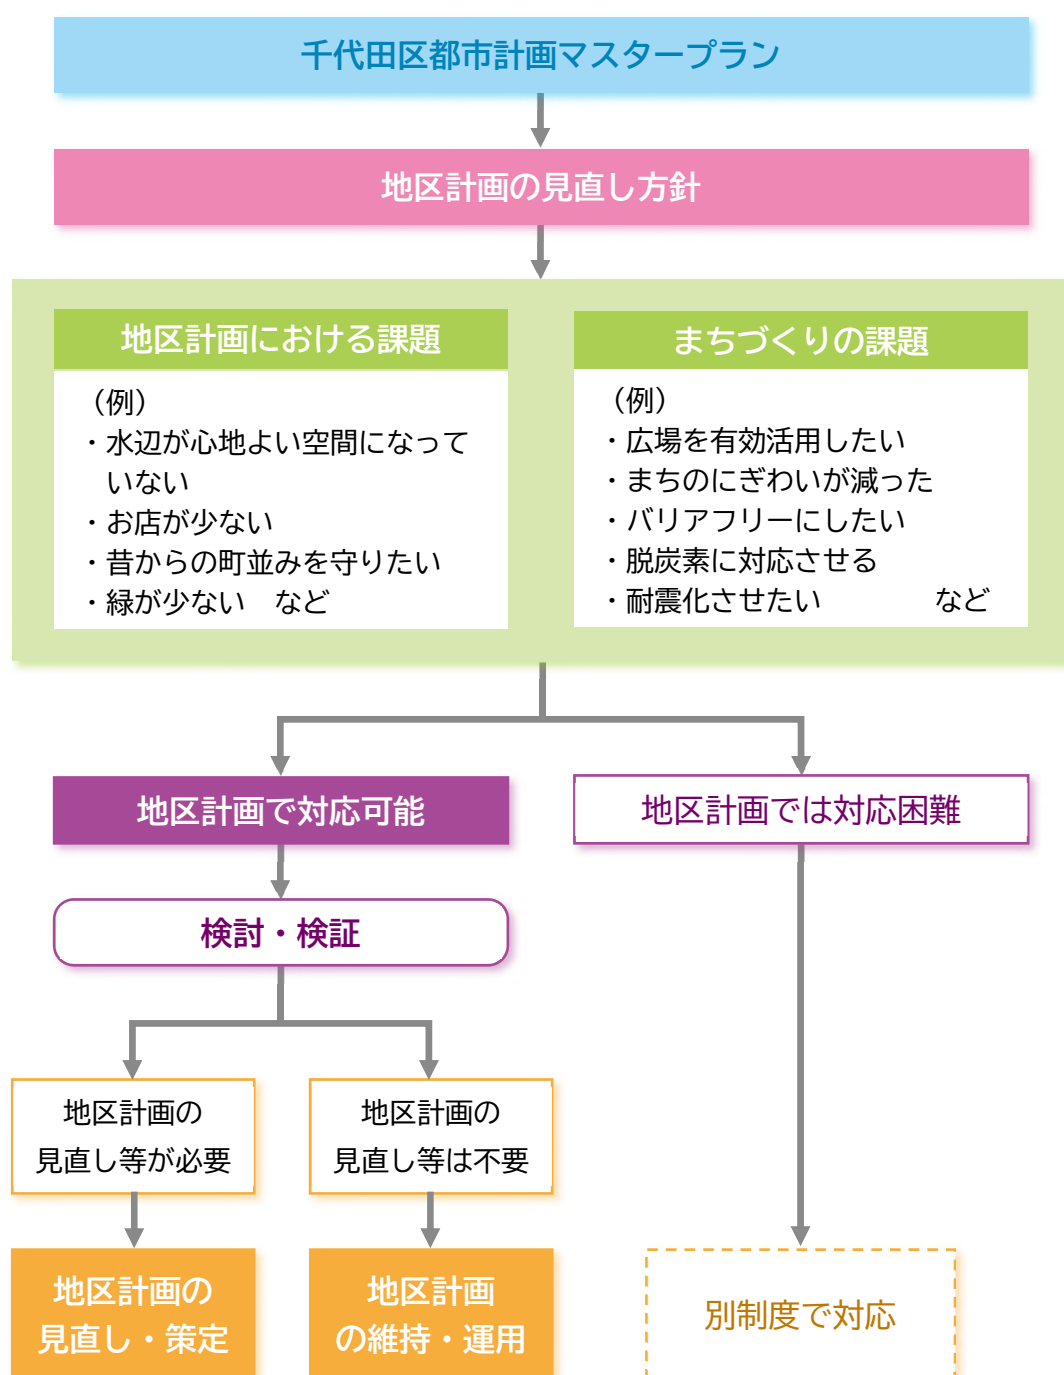 千代田区都市計画マスタープラン
地区計画の見直し方針
地区計画における課題
（例）
・水辺が心地よい空間になって
いない
・お店が少ない
・昔からの町並みを守りたい
・緑が少ない　など
まちづくりの課題
（例）
・広場を有効活用したい
・まちのにぎわいが減った
・バリアフリーにしたい
・脱炭素に対応させる
・耐震化させたい　　　　など
地区計画で対応可能
地区計画では対応困難
検討・検証
地区計画の
見直し等が必要
地区計画の
見直し等は不要
地区計画の
見直し・策定
地区計画
の維持・運用
別制度で対応